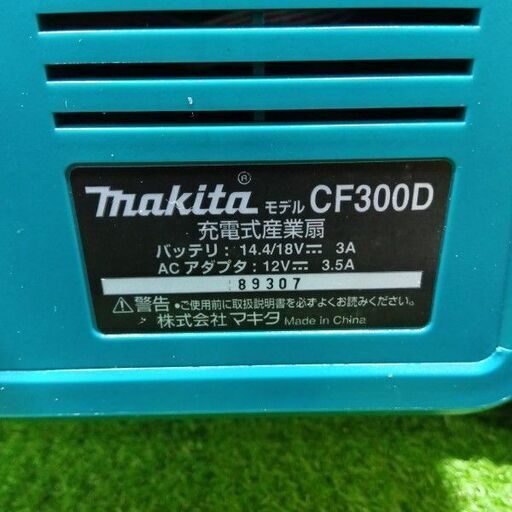 makita® モデル CF300D
充電式産業扇
バッテリ : 14.4/18V⎓ 3A
ACアダプタ : 12V⎓ 3.5A
89307
⚠警告 ●ご使用前に取扱説明書を必ずよくお読みください。
株式会社マキタ Made in China